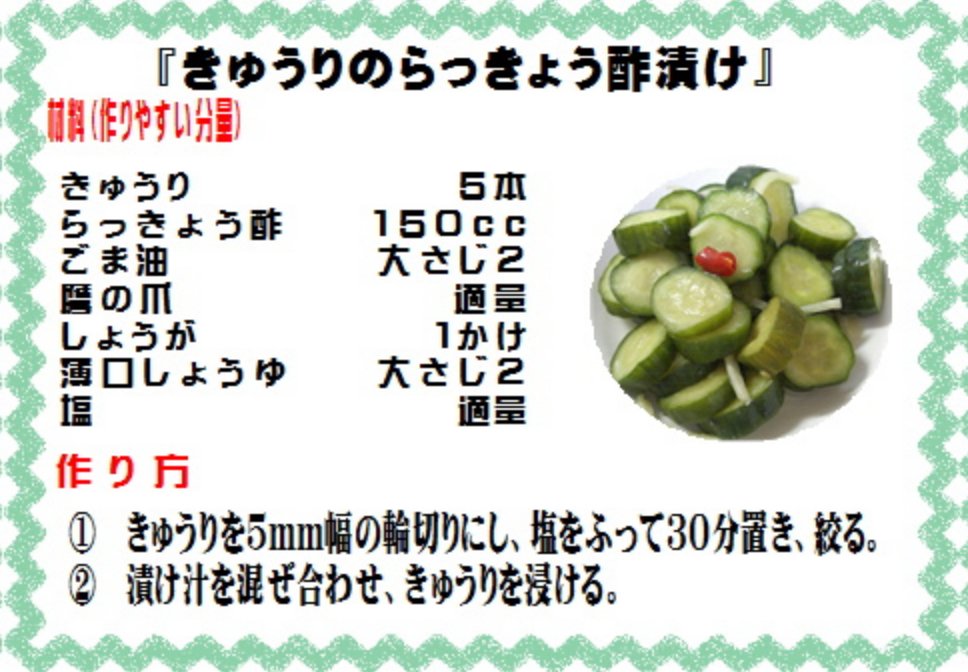 『きゅうりのらっきょう酢漬け』
材料(作りやすい分量)
きゅうり 5本
らっきょう酢 150cc
ごま油 大さじ2
鷹の爪 適量
しょうが 1かけ
薄口しょうゆ 大さじ2
塩 適量
作り方
① きゅうりを5mm幅の輪切りにし、塩をふって30分置き、絞る。
② 漬け汁を混ぜ合わせ、きゅうりを浸ける。